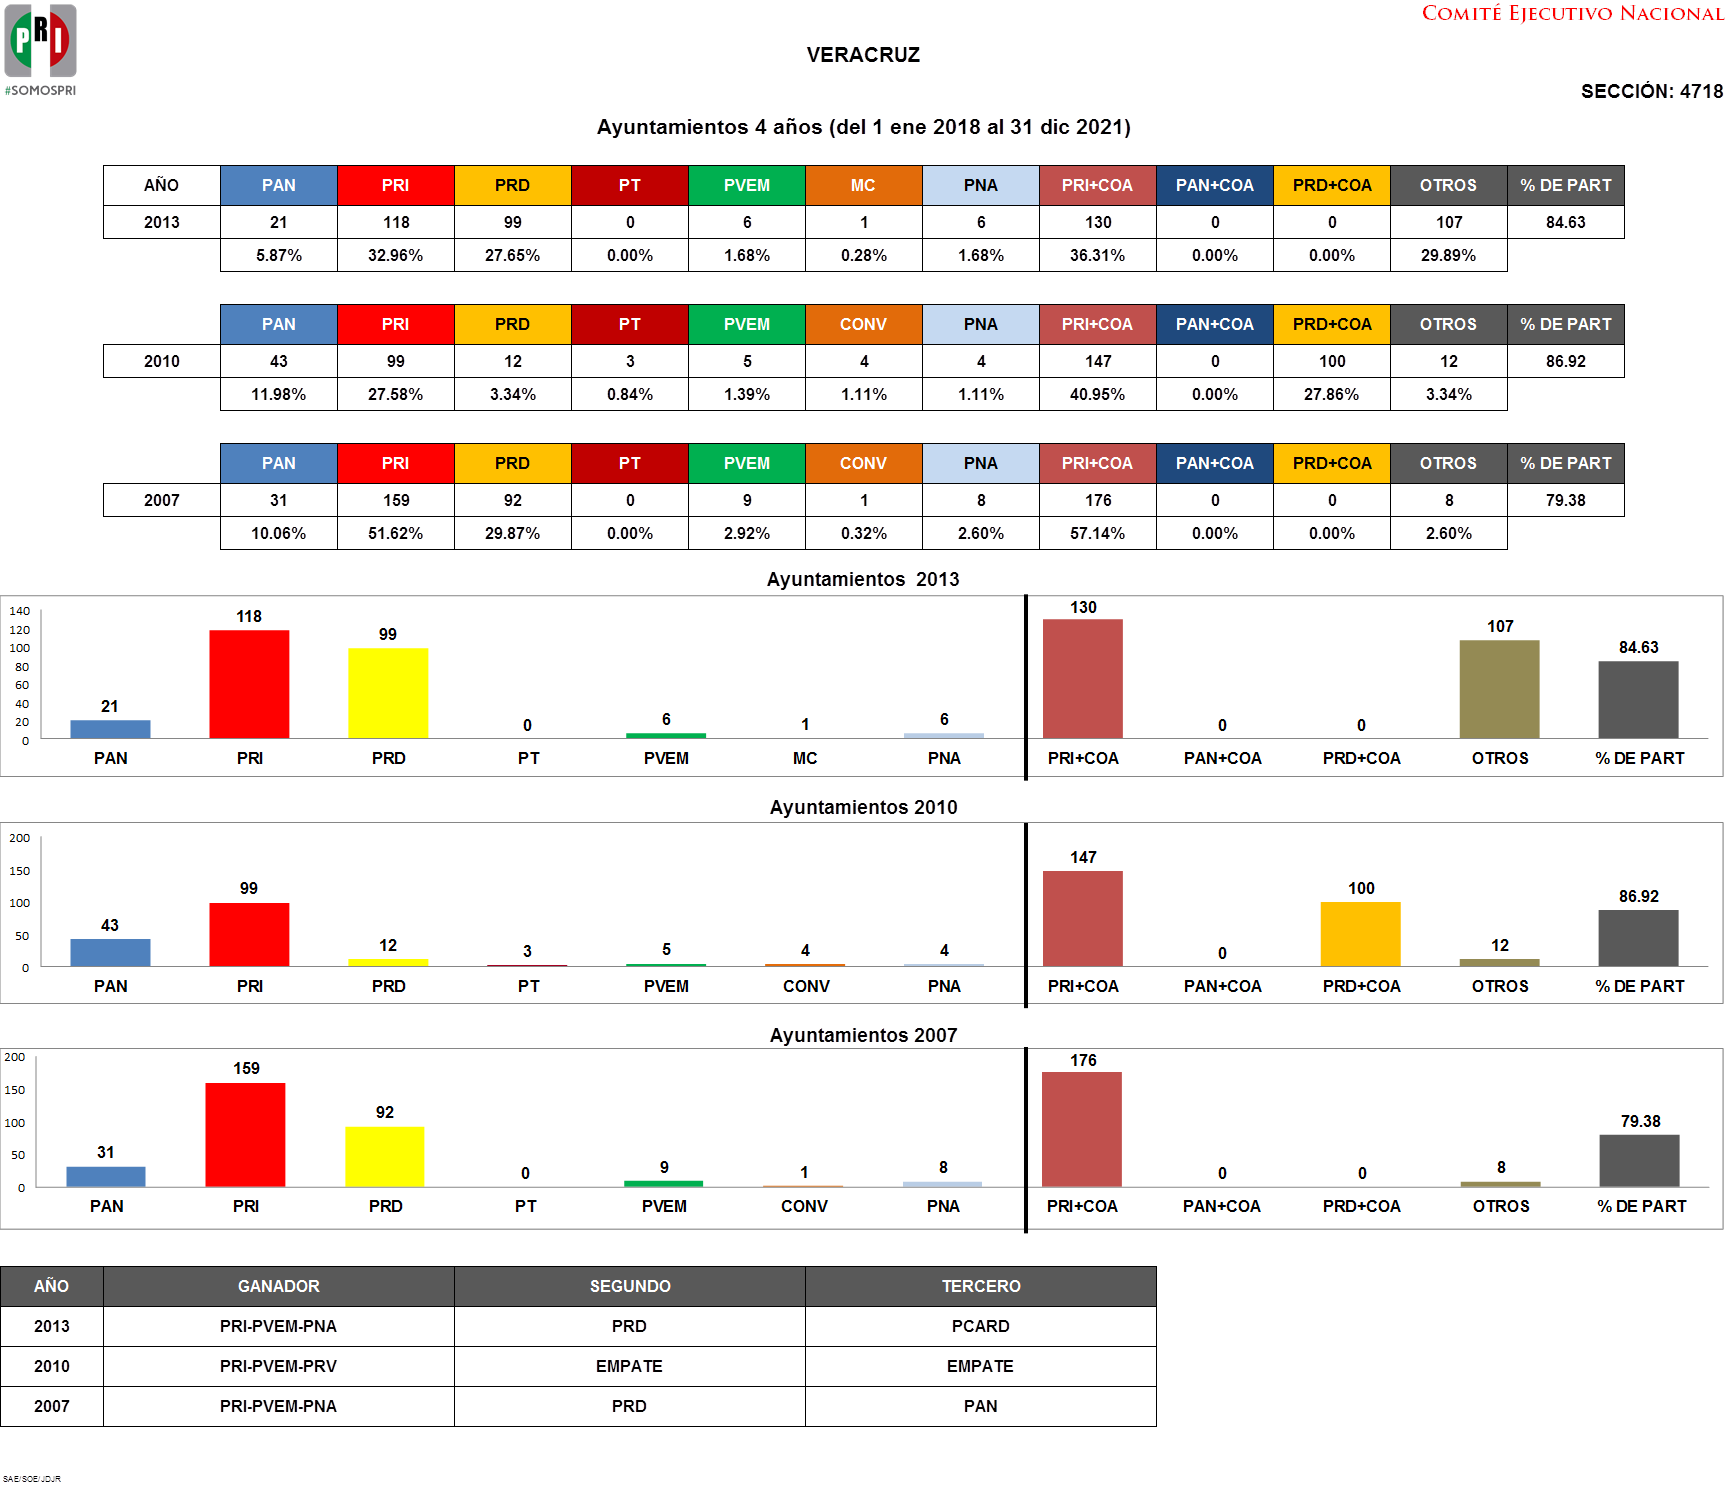 COMITÉ EJECUTIVO NACIONAL
PRI
#SOMOSPRI
VERACRUZ
SECCIÓN: 4718
Ayuntamientos 4 años (del 1 ene 2018 al 31 dic 2021)
AÑO PAN PRI PRD PT PVEM MC PNA PRI+COA PAN+COA PRD+COA OTROS % DE PART
2013 21 118 99 0 6 1 6 130 0 0 107 84.63
5.87% 32.96% 27.65% 0.00% 1.68% 0.28% 1.68% 36.31% 0.00% 0.00% 29.89%
PAN PRI PRD PT PVEM CONV PNA PRI+COA PAN+COA PRD+COA OTROS % DE PART
2010 43 99 12 3 5 4 4 147 0 100 12 86.92
11.98% 27.58% 3.34% 0.84% 1.39% 1.11% 1.11% 40.95% 0.00% 27.86% 3.34%
PAN PRI PRD PT PVEM CONV PNA PRI+COA PAN+COA PRD+COA OTROS % DE PART
2007 31 159 92 0 9 1 8 176 0 0 8 79.38
10.06% 51.62% 29.87% 0.00% 2.92% 0.32% 2.60% 57.14% 0.00% 0.00% 2.60%
Ayuntamientos 2013
140
120
100
80
60
40
20
0
21 118 99 0 6 1 6 130 0 0 107 84.63
PAN PRI PRD PT PVEM MC PNA PRI+COA PAN+COA PRD+COA OTROS % DE PART
Ayuntamientos 2010
200
150
100
50
0
43 99 12 3 5 4 4 147 0 100 12 86.92
PAN PRI PRD PT PVEM CONV PNA PRI+COA PAN+COA PRD+COA OTROS % DE PART
Ayuntamientos 2007
200
150
100
50
0
31 159 92 0 9 1 8 176 0 0 8 79.38
PAN PRI PRD PT PVEM CONV PNA PRI+COA PAN+COA PRD+COA OTROS % DE PART
AÑO GANADOR SEGUNDO TERCERO
2013 PRI-PVEM-PNA PRD PCARD
2010 PRI-PVEM-PRV EMPATE EMPATE
2007 PRI-PVEM-PNA PRD PAN
SAE/SOE/JDJR